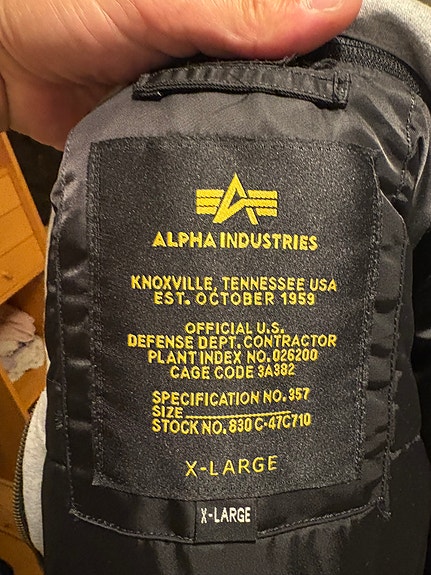 ALPHA INDUSTRIES
KNOXVILLE, TENNESSEE USA
EST. OCTOBER 1959
OFFICIAL U.S.
DEFENSE DEPT. CONTRACTOR
PLANT INDEX NO. 026200
CAGE CODE 3A382
SPECIFICATION NO. 357
SIZE
STOCK NO. 830 C-47C710
X-LARGE
X-LARGE